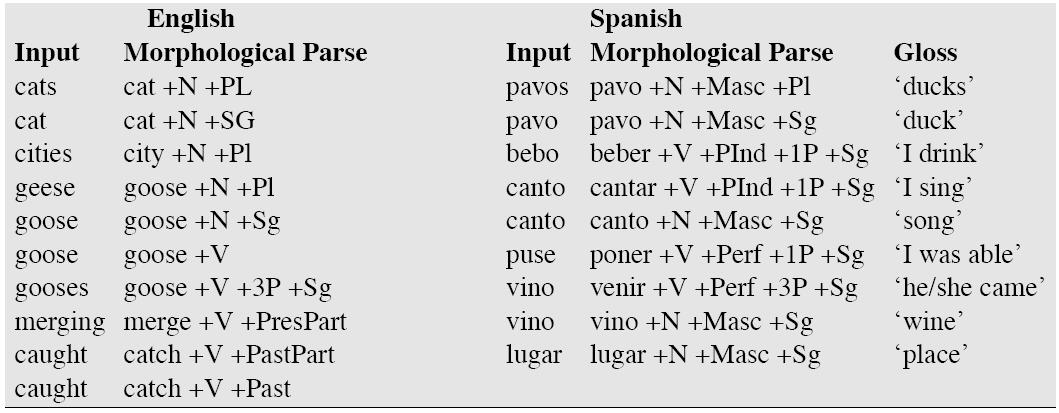 English Spanish
Input Morphological Parse Input Morphological Parse Gloss
cats cat +N +PL pavos pavo +N +Masc +Pl ‘ducks’
cat cat +N +SG pavo pavo +N +Masc +Sg ‘duck’
cities city +N +Pl bebo beber +V +PInd +1P +Sg ‘I drink’
geese goose +N +Pl canto cantar +V +PInd +1P +Sg ‘I sing’
goose goose +N +Sg canto canto +N +Masc +Sg ‘song’
goose goose +V puse poner +V +Perf +1P +Sg ‘I was able’
gooses goose +V +3P +Sg vino venir +V +Perf +3P +Sg ‘he/she came’
merging merge +V +PresPart vino vino +N +Masc +Sg ‘wine’
caught catch +V +PastPart lugar lugar +N +Masc +Sg ‘place’
caught catch +V +Past